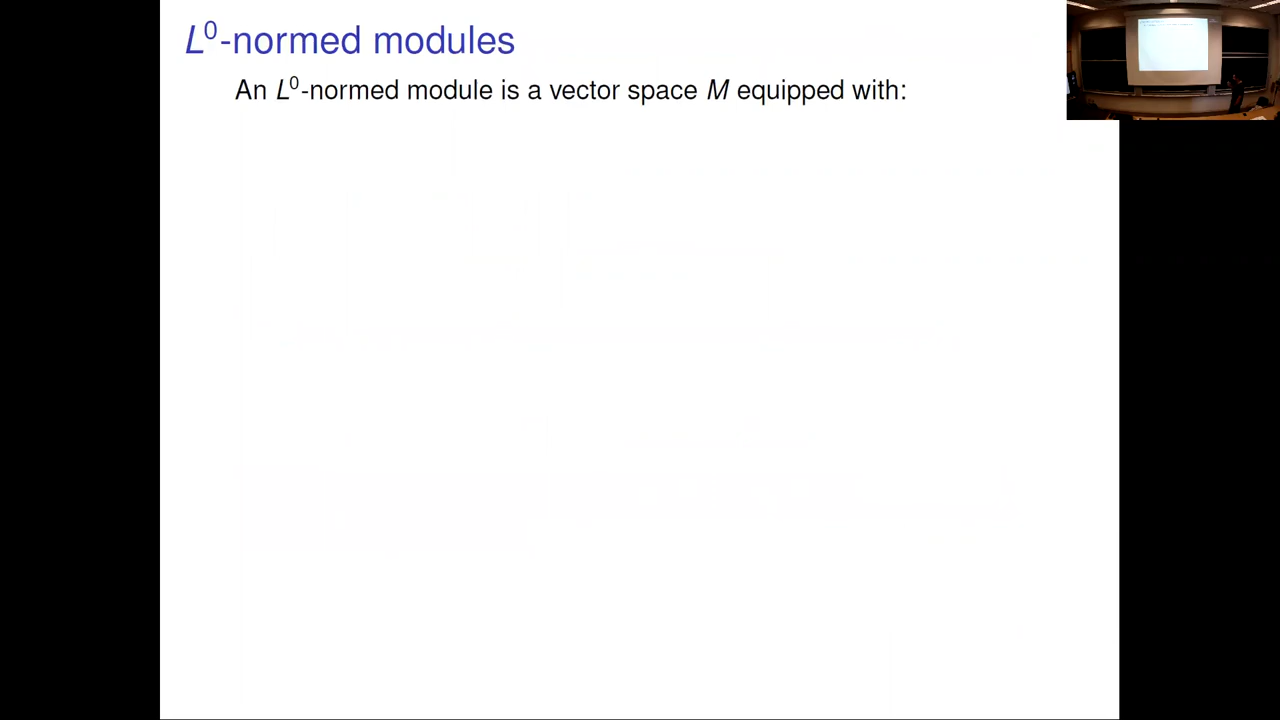 L⁰-normed modules
An L⁰-normed module is a vector space M equipped with: